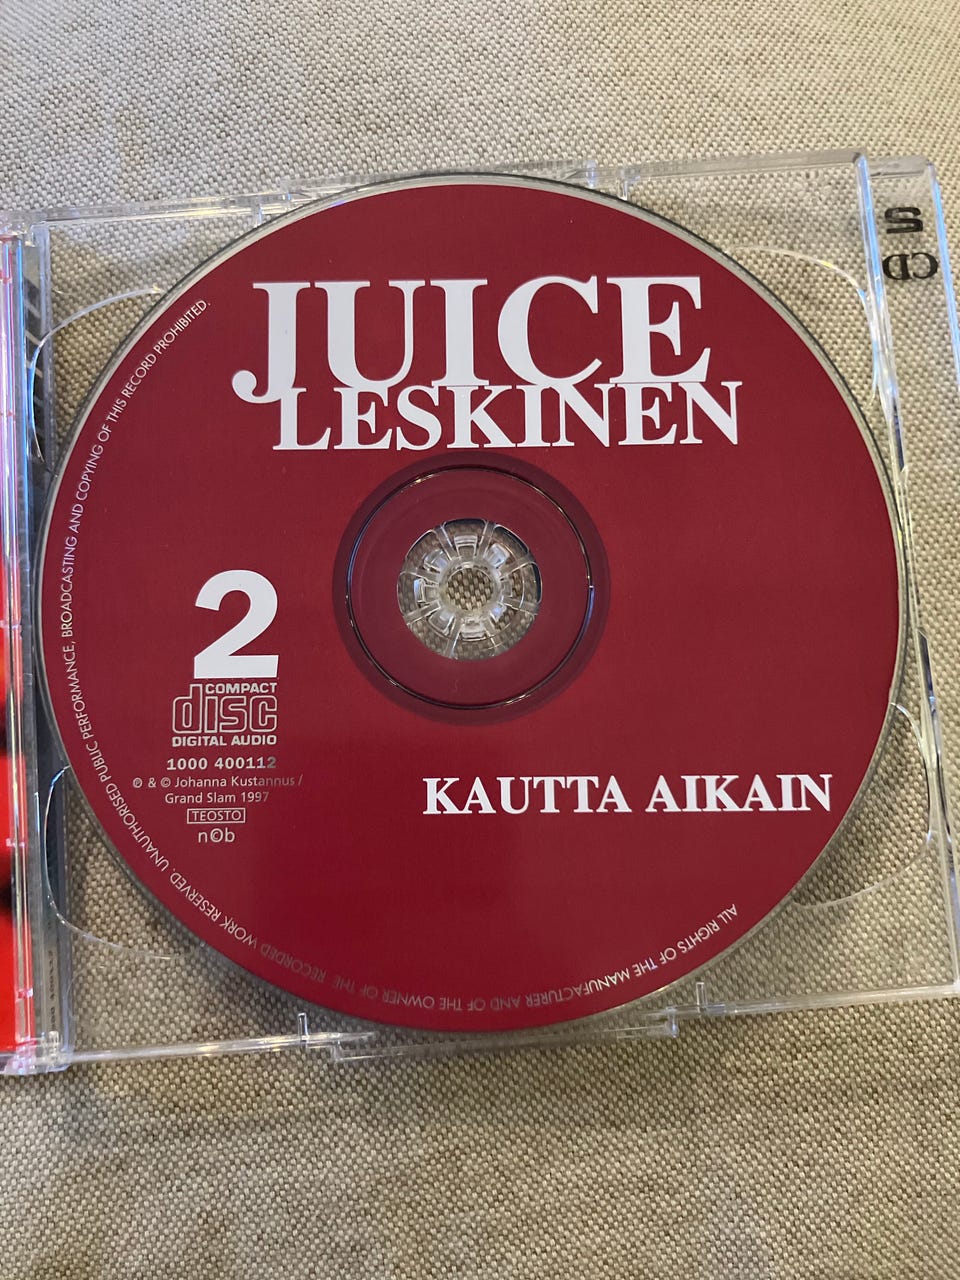 JUICE
LESKINEN
2
COMPACT
disc
DIGITAL AUDIO
1000 400112
℗ & © Johanna Kustannus /
Grand Slam 1997
TEOSTO
n©b
KAUTTA AIKAIN
ALL RIGHTS OF THE MANUFACTURER AND OF THE OWNER OF THE RECORDED WORK RESERVED. UNAUTHORISED PUBLIC PERFORMANCE, BROADCASTING AND COPYING OF THIS RECORD PROHIBITED.
CD